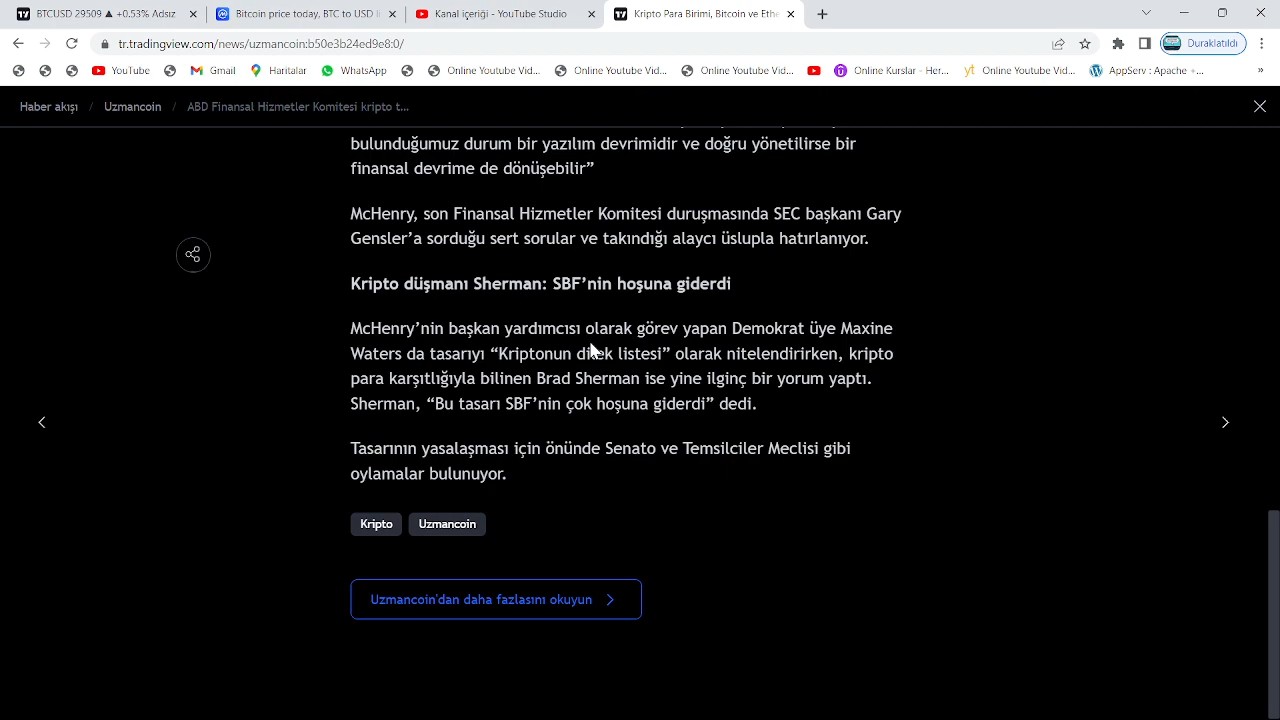 BTCUSD 29509 ▲ +0.53% Adsız
Bitcoin price today, BTC to USD li
Kanal içeriği - YouTube Studio
Kripto Para Birimi, Bitcoin ve Ethe
tr.tradingview.com/news/uzmancoin:b50e3b24ed9e8:0/
Duraklatıldı
YouTube
Gmail
Haritalar
WhatsApp
Online Youtube Vid...
Online Youtube Vid...
Online Youtube Vid...
Online Kurslar - Her...
Online Youtube Vid...
AppServ : Apache +...
»
Haber akışı / Uzmancoin / ABD Finansal Hizmetler Komitesi kripto t...
bulunduğumuz durum bir yazılım devrimidir ve doğru yönetilirse bir
finansal devrime de dönüşebilir”
McHenry, son Finansal Hizmetler Komitesi duruşmasında SEC başkanı Gary
Gensler’a sorduğu sert sorular ve takındığı alaycı üslupla hatırlanıyor.
Kripto düşmanı Sherman: SBF’nin hoşuna giderdi
McHenry’nin başkan yardımcısı olarak görev yapan Demokrat üye Maxine
Waters da tasarıyı “Kriptonun dilek listesi” olarak nitelendirirken, kripto
para karşıtlığıyla bilinen Brad Sherman ise yine ilginç bir yorum yaptı.
Sherman, “Bu tasarı SBF’nin çok hoşuna giderdi” dedi.
Tasarının yasalaşması için önünde Senato ve Temsilciler Meclisi gibi
oylamalar bulunuyor.
Kripto
Uzmancoin
Uzmancoin'dan daha fazlasını okuyun